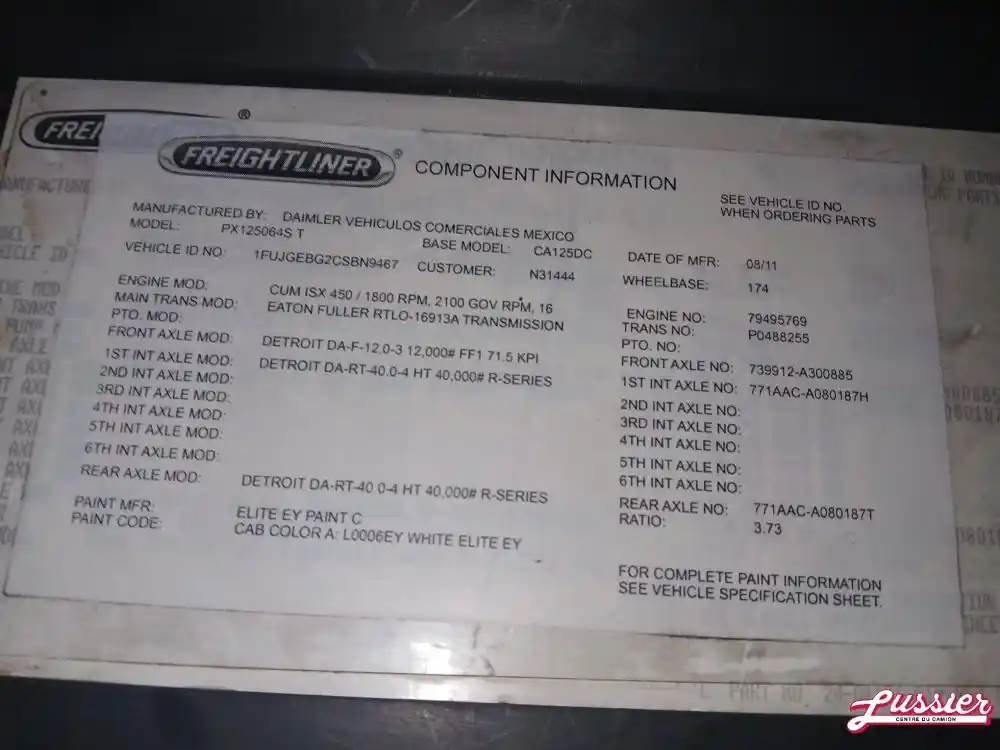 FREIGHTLINER® COMPONENT INFORMATION
SEE VEHICLE ID NO.
WHEN ORDERING PARTS
MANUFACTURED BY: DAIMLER VEHICULOS COMERCIALES MEXICO
MODEL: PX125064S T BASE MODEL: CA125DC DATE OF MFR: 08/11
VEHICLE ID NO: 1FUJGEBG2CSBN9467 CUSTOMER: N31444 WHEELBASE: 174
ENGINE MOD: CUM ISX 450 / 1800 RPM, 2100 GOV RPM, 16 ENGINE NO: 79495769
MAIN TRANS MOD: EATON FULLER RTLO-16913A TRANSMISSION TRANS NO: P0488255
PTO. MOD: PTO. NO:
FRONT AXLE MOD: DETROIT DA-F-12.0-3 12,000# FF1 71.5 KPI FRONT AXLE NO: 739912-A300885
1ST INT AXLE MOD: DETROIT DA-RT-40.0-4 HT 40,000# R-SERIES 1ST INT AXLE NO: 771AAC-A080187H
2ND INT AXLE MOD: 2ND INT AXLE NO:
3RD INT AXLE MOD: 3RD INT AXLE NO:
4TH INT AXLE MOD: 4TH INT AXLE NO:
5TH INT AXLE MOD: 5TH INT AXLE NO:
6TH INT AXLE MOD: 6TH INT AXLE NO:
REAR AXLE MOD: DETROIT DA-RT-40 0-4 HT 40,000# R-SERIES REAR AXLE NO: 771AAC-A080187T
RATIO: 3.73
PAINT MFR: ELITE EY PAINT C
PAINT CODE: CAB COLOR A: L0006EY WHITE ELITE EY
FOR COMPLETE PAINT INFORMATION
SEE VEHICLE SPECIFICATION SHEET.
PART NO.
Lussier
CENTRE DU CAMION